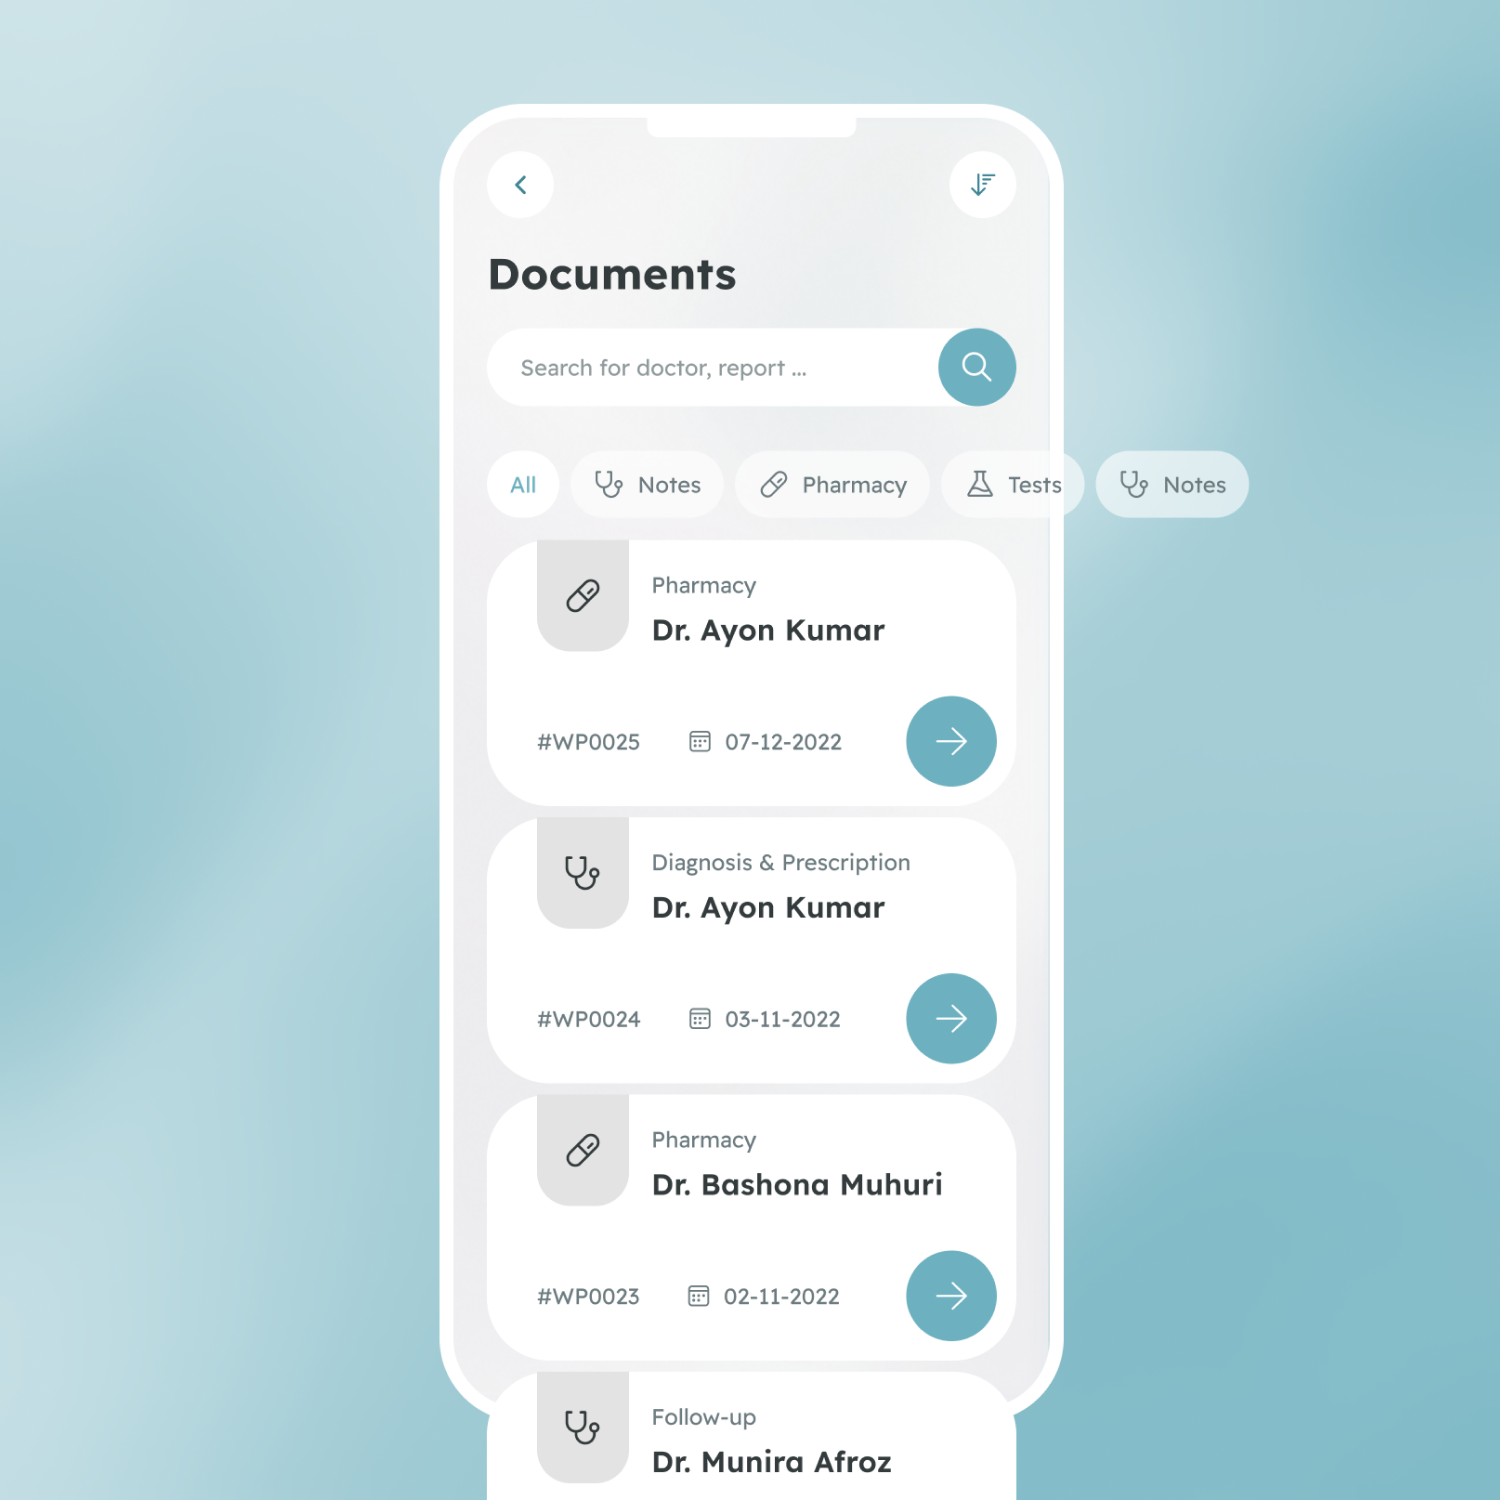 Documents
Search for doctor, report ...
All Notes Pharmacy Tests Notes
Pharmacy
Dr. Ayon Kumar
#WP0025 07-12-2022
Diagnosis & Prescription
Dr. Ayon Kumar
#WP0024 03-11-2022
Pharmacy
Dr. Bashona Muhuri
#WP0023 02-11-2022
Follow-up
Dr. Munira Afroz